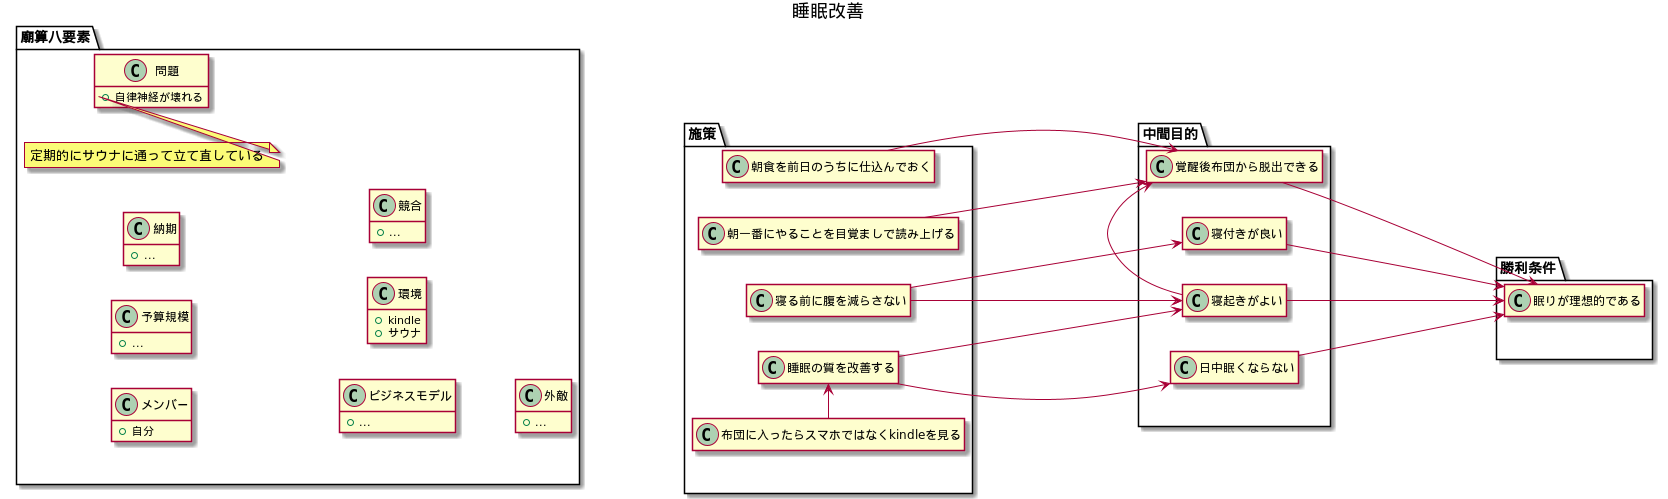 睡眠改善
廟算八要素
C 問題
自律神経が壊れる
定期的にサウナに通って立て直している
C 納期
...
C 予算規模
...
C メンバー
自分
C 競合
...
C 環境
kindle
サウナ
C ビジネスモデル
...
C 外敵
...
施策
C 朝食を前日のうちに仕込んでおく
C 朝一番にやることを目覚ましで読み上げる
C 寝る前に腹を減らさない
C 睡眠の質を改善する
C 布団に入ったらスマホではなくkindleを見る
中間目的
C 覚醒後布団から脱出できる
C 寝付きが良い
C 寝起きがよい
C 日中眠くならない
勝利条件
C 眠りが理想的である